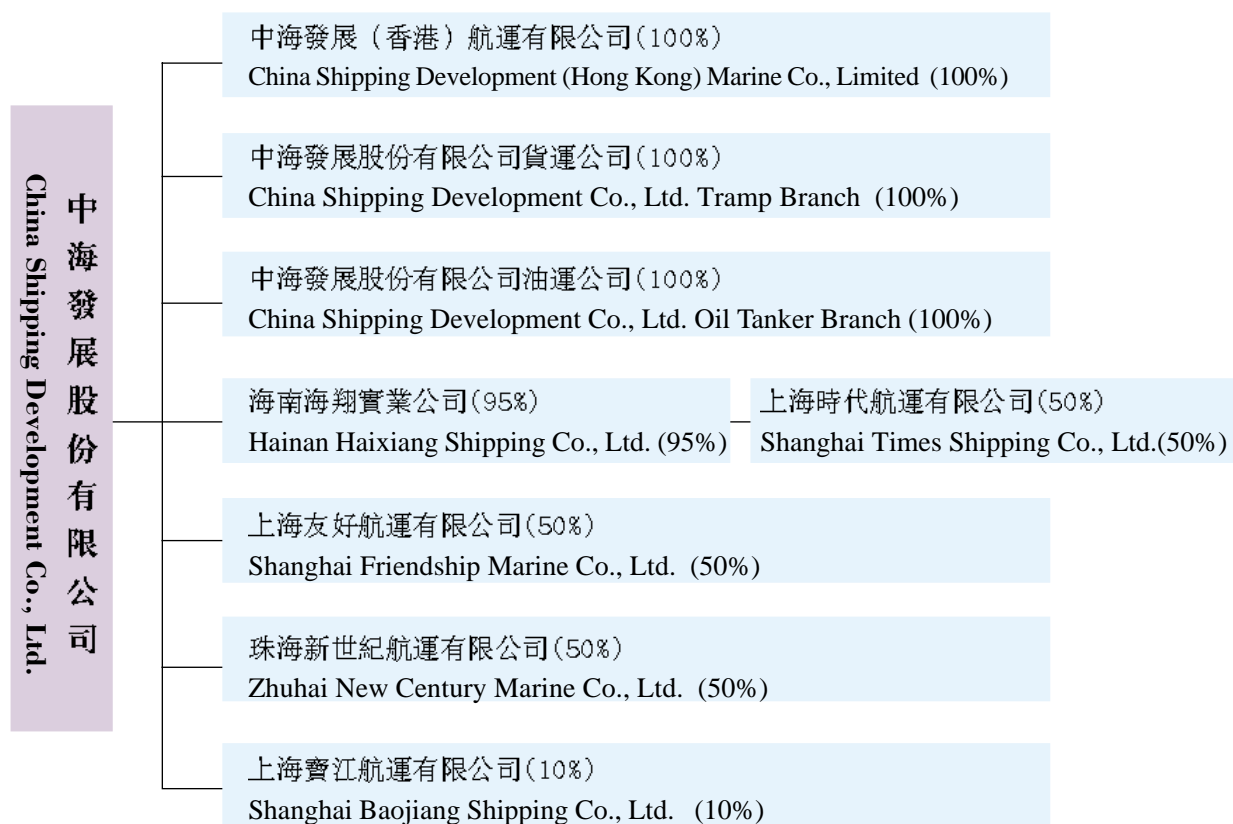 中海發展股份有限公司
China Shipping Development Co., Ltd.
中海發展（香港）航運有限公司(100%)
China Shipping Development (Hong Kong) Marine Co., Limited (100%)
中海發展股份有限公司貨運公司(100%)
China Shipping Development Co., Ltd. Tramp Branch (100%)
中海發展股份有限公司油運公司(100%)
China Shipping Development Co., Ltd. Oil Tanker Branch (100%)
海南海翔實業公司(95%)
Hainan Haixiang Shipping Co., Ltd. (95%)
上海時代航運有限公司(50%)
Shanghai Times Shipping Co., Ltd.(50%)
上海友好航運有限公司(50%)
Shanghai Friendship Marine Co., Ltd. (50%)
珠海新世紀航運有限公司(50%)
Zhuhai New Century Marine Co., Ltd. (50%)
上海寶江航運有限公司(10%)
Shanghai Baojiang Shipping Co., Ltd. (10%)